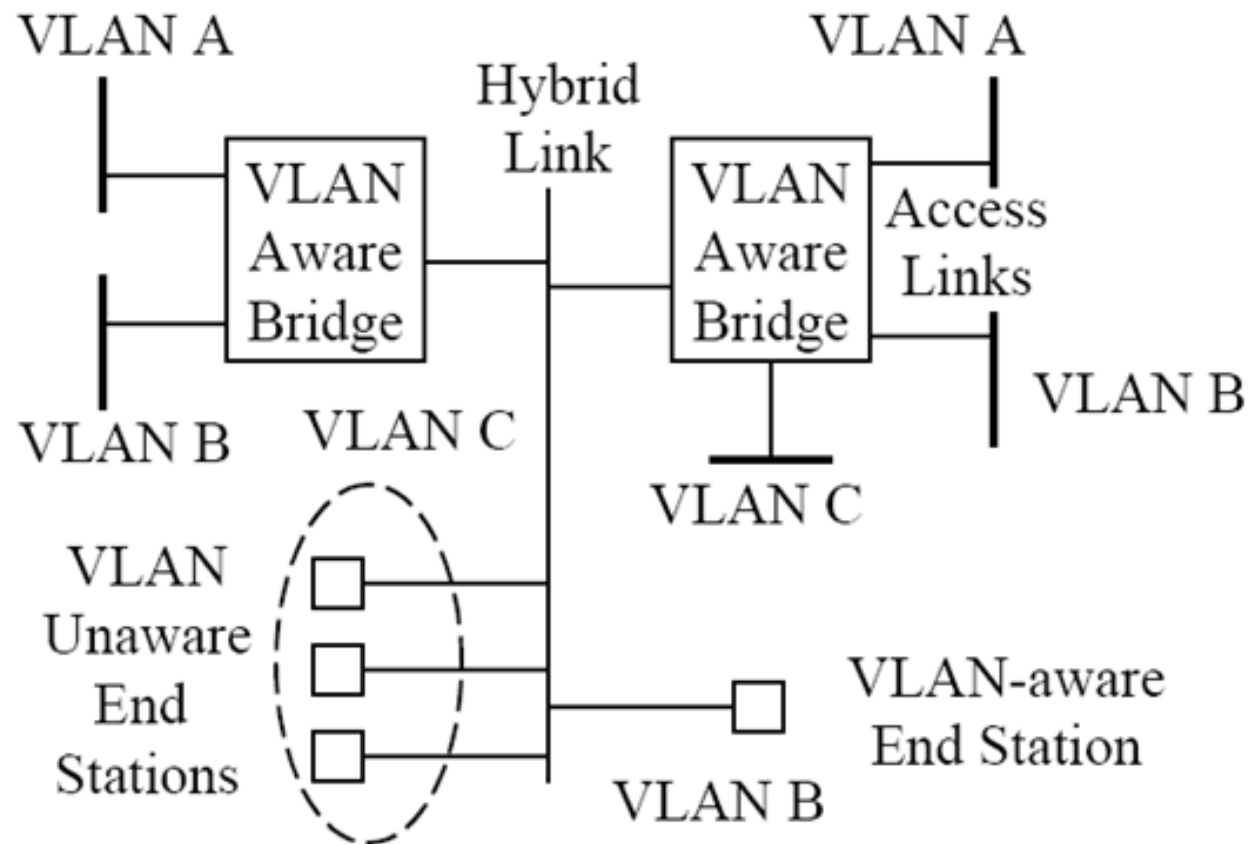 VLAN A
VLAN A
Hybrid
Link
VLAN
Aware
Bridge
VLAN
Aware
Bridge
Access
Links
VLAN B
VLAN C
VLAN B
VLAN C
VLAN
Unaware
End
Stations
VLAN-aware
End Station
VLAN B